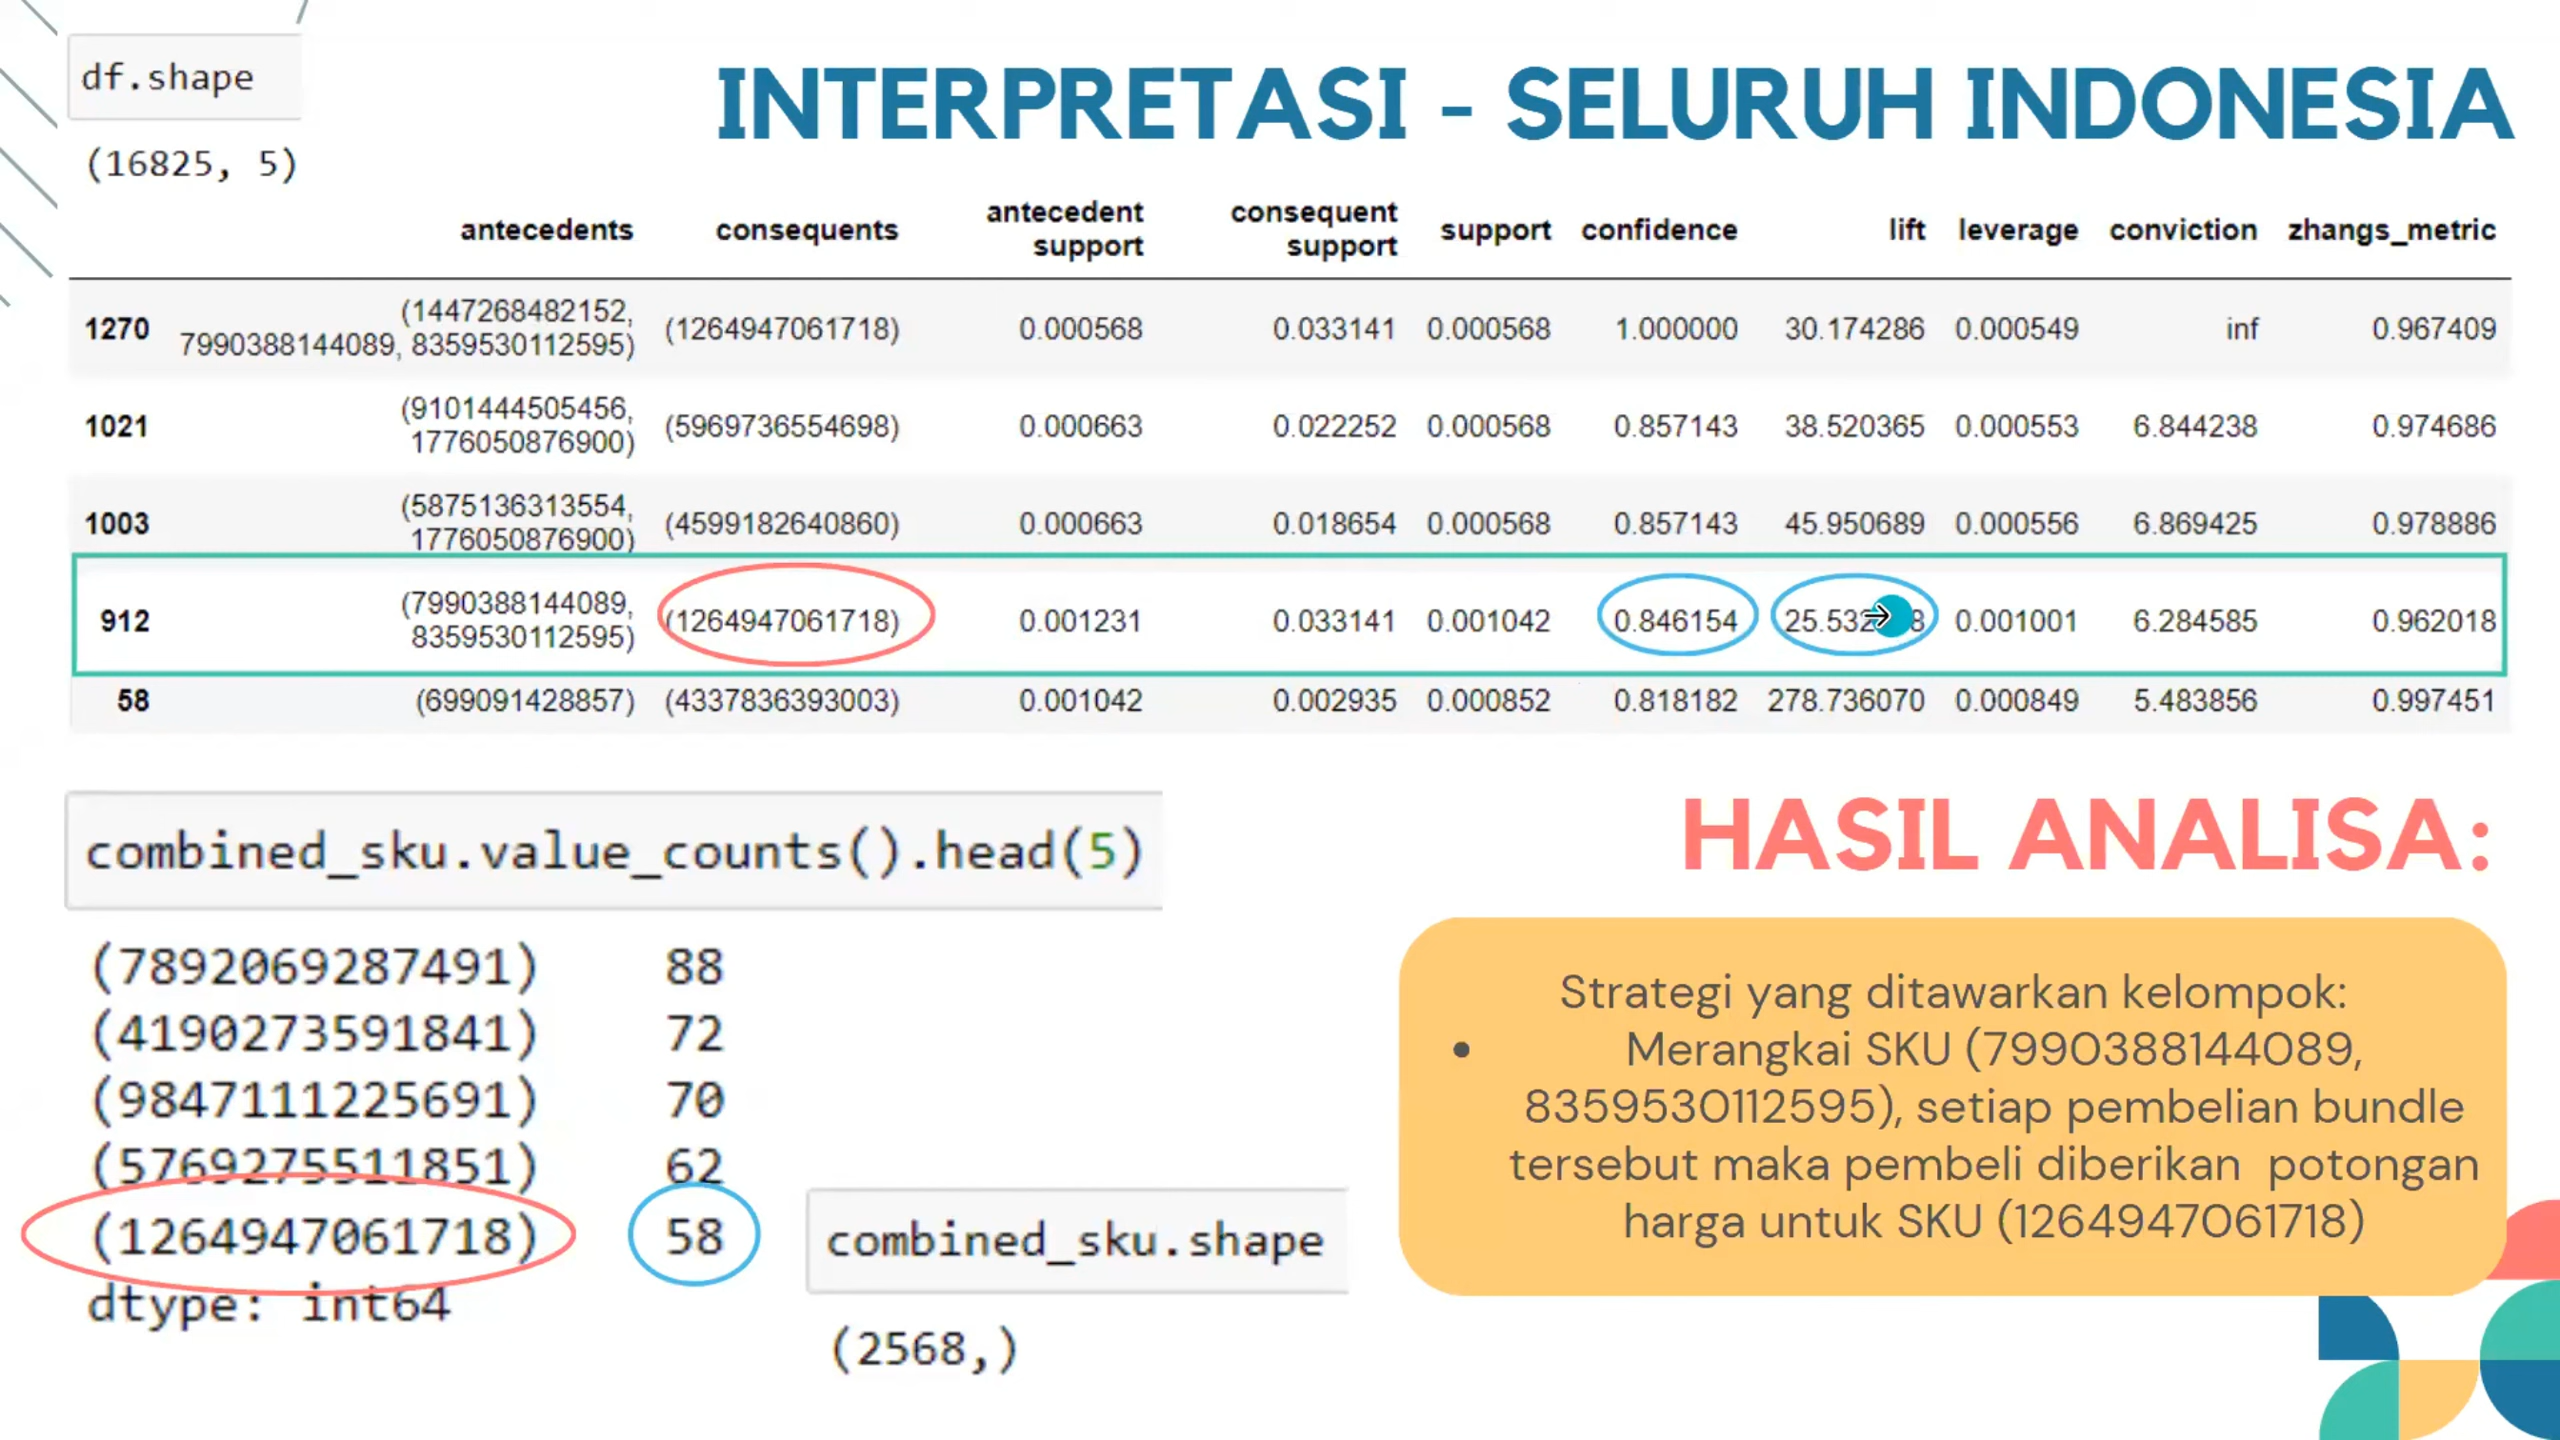 df.shape
(16825, 5)
INTERPRETASI - SELURUH INDONESIA
antecedents consequents antecedent support consequent support support confidence lift leverage conviction zhangs_metric
1270 (1447268482152, 7990388144089, 8359530112595) (1264947061718) 0.000568 0.033141 0.000568 1.000000 30.174286 0.000549 inf 0.967409
1021 (9101444505456, 1776050876900) (5969736554698) 0.000663 0.022252 0.000568 0.857143 38.520365 0.000553 6.844238 0.974686
1003 (5875136313554, 1776050876900) (4599182640860) 0.000663 0.018654 0.000568 0.857143 45.950689 0.000556 6.869425 0.978886
912 (7990388144089, 8359530112595) (1264947061718) 0.001231 0.033141 0.001042 0.846154 0.001001 6.284585 0.962018
58 (699091428857) (4337836393003) 0.001042 0.002935 0.000852 0.818182 278.736070 0.000849 5.483856 0.997451
combined_sku.value_counts().head(5)
(7892069287491) 88
(4190273591841) 72
(9847111225691) 70
(5769275511851) 62
(1264947061718) 58
dtype: int64
combined_sku.shape
(2568,)
HASIL ANALISA:
Strategi yang ditawarkan kelompok:
• Merangkai SKU (7990388144089,
8359530112595), setiap pembelian bundle
tersebut maka pembeli diberikan potongan
harga untuk SKU (1264947061718)